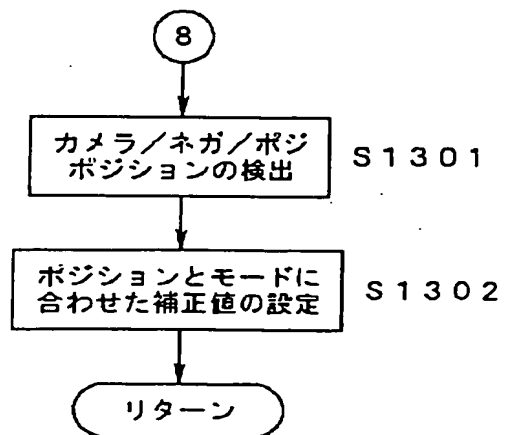 8
カメラ/ネガ/ポジ
ポジションの検出
S1301
ポジションとモードに
合わせた補正値の設定
S1302
リターン